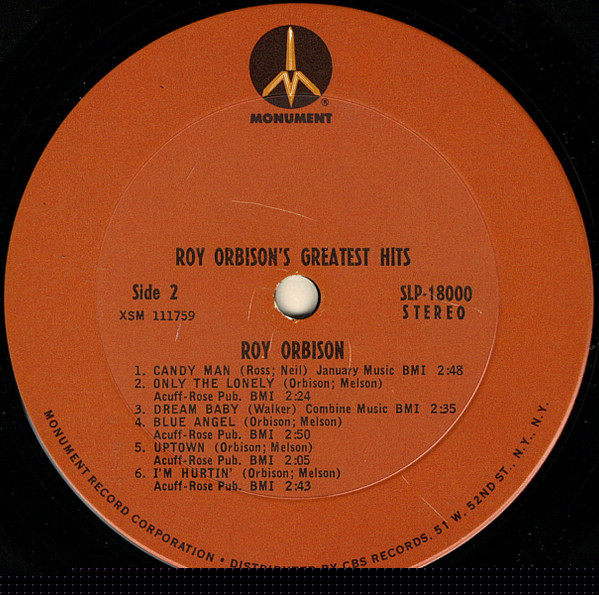 ®
MONUMENT
ROY ORBISON'S GREATEST HITS
Side 2
SLP-18000
XSM 111759
STEREO
ROY ORBISON
1. CANDY MAN (Ross; Neil) January Music BMI 2:48
2. ONLY THE LONELY (Orbison; Melson)
Acuff-Rose Pub. BMI 2:24
3. DREAM BABY (Walker) Combine Music BMI 2:35
4. BLUE ANGEL (Orbison; Melson)
Acuff-Rose Pub. BMI 2:50
5. UPTOWN (Orbison; Melson)
Acuff-Rose Pub. BMI 2:05
6. I'M HURTIN' (Orbison; Melson)
Acuff-Rose Pub. BMI 2:43
MONUMENT RECORD CORPORATION • DISTRIBUTED BY CBS RECORDS, 51 W. 52ND ST., N.Y., N.Y.